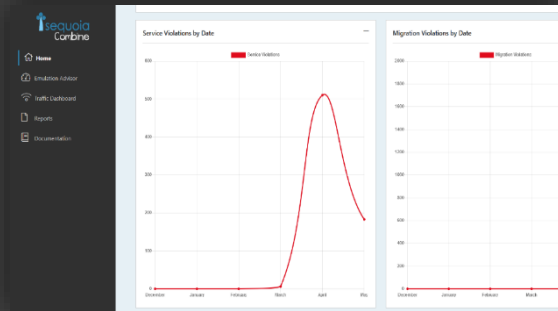 sequoia
Combine
Home
Emulation Advisor
Traffic Dashboard
Reports
Documentation
Service Violations by Date
Service Violations
600
500
400
300
200
100
0
December January February March April May
Migration Violations by Date
Migration Violations
2000
1800
1600
1400
1200
1000
800
600
400
200
0
December January February March